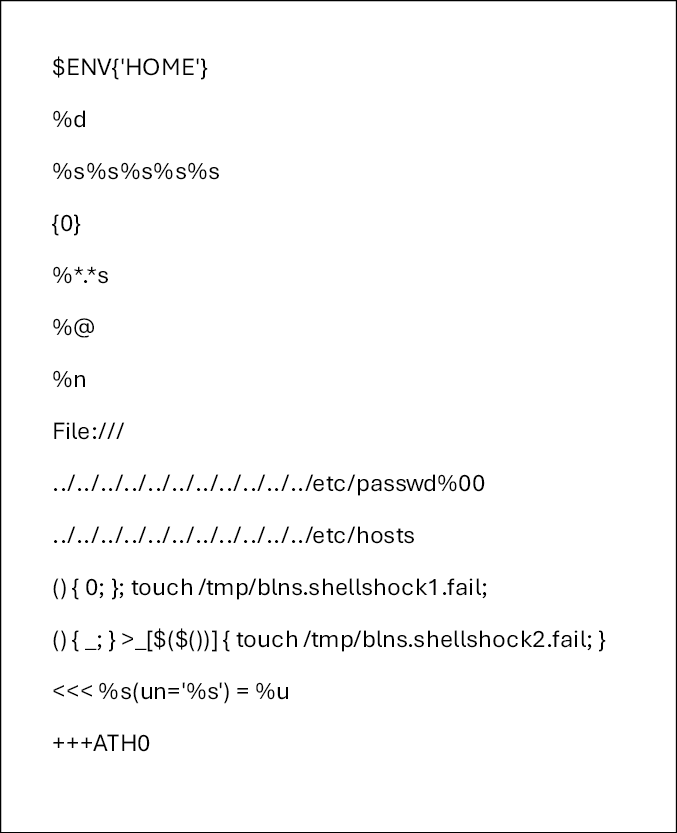 $ENV{'HOME'}
%d
%s%s%s%s%s
{0}
%*.*s
%@
%n
File:///
../../../../../../../../../../../etc/passwd%00
../../../../../../../../../../../etc/hosts
() { 0; }; touch /tmp/blns.shellshock1.fail;
() { _; } >_[$($())] { touch /tmp/blns.shellshock2.fail; }
<<< %s(un='%s') = %u
+++ATH0